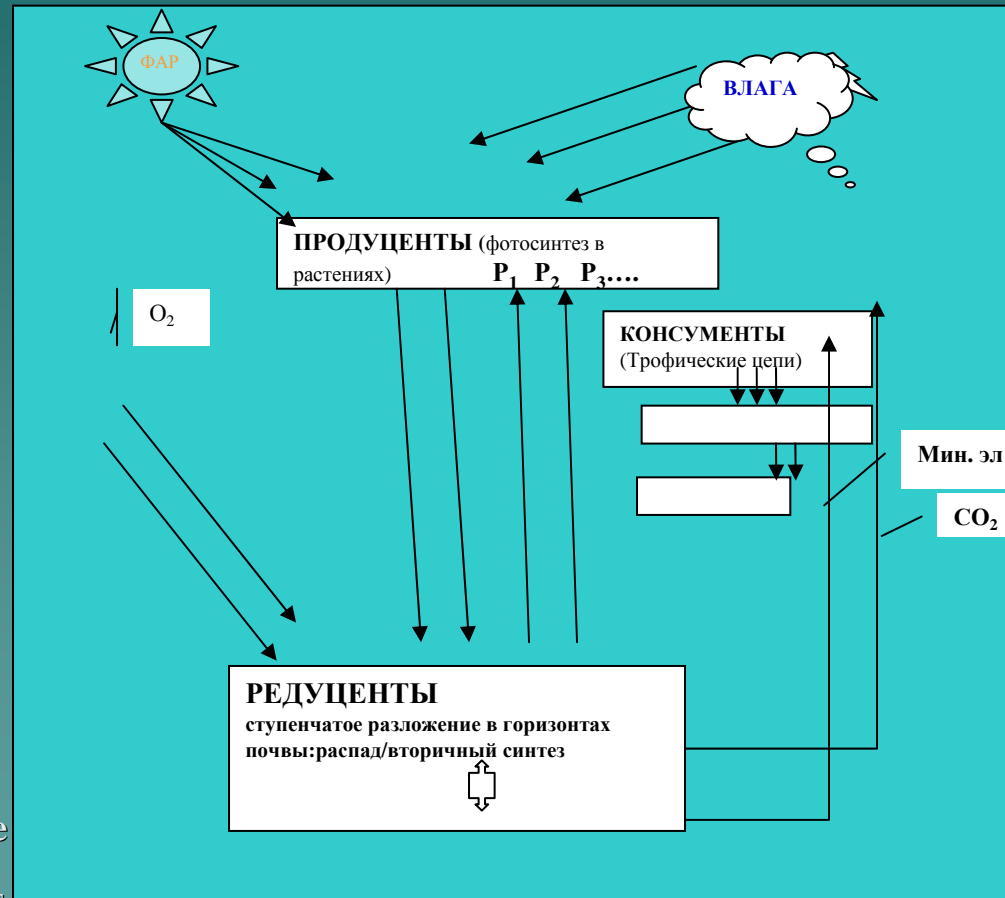 ФАР
ВЛАГА
ПРОДУЦЕНТЫ (фотосинтез в
растениях) P₁ P₂ P₃….
O₂
КОНСУМЕНТЫ
(Трофические цепи)
Мин. эл
CO₂
РЕДУЦЕНТЫ
ступенчатое разложение в горизонтах
почвы:распад/вторичный синтез
е